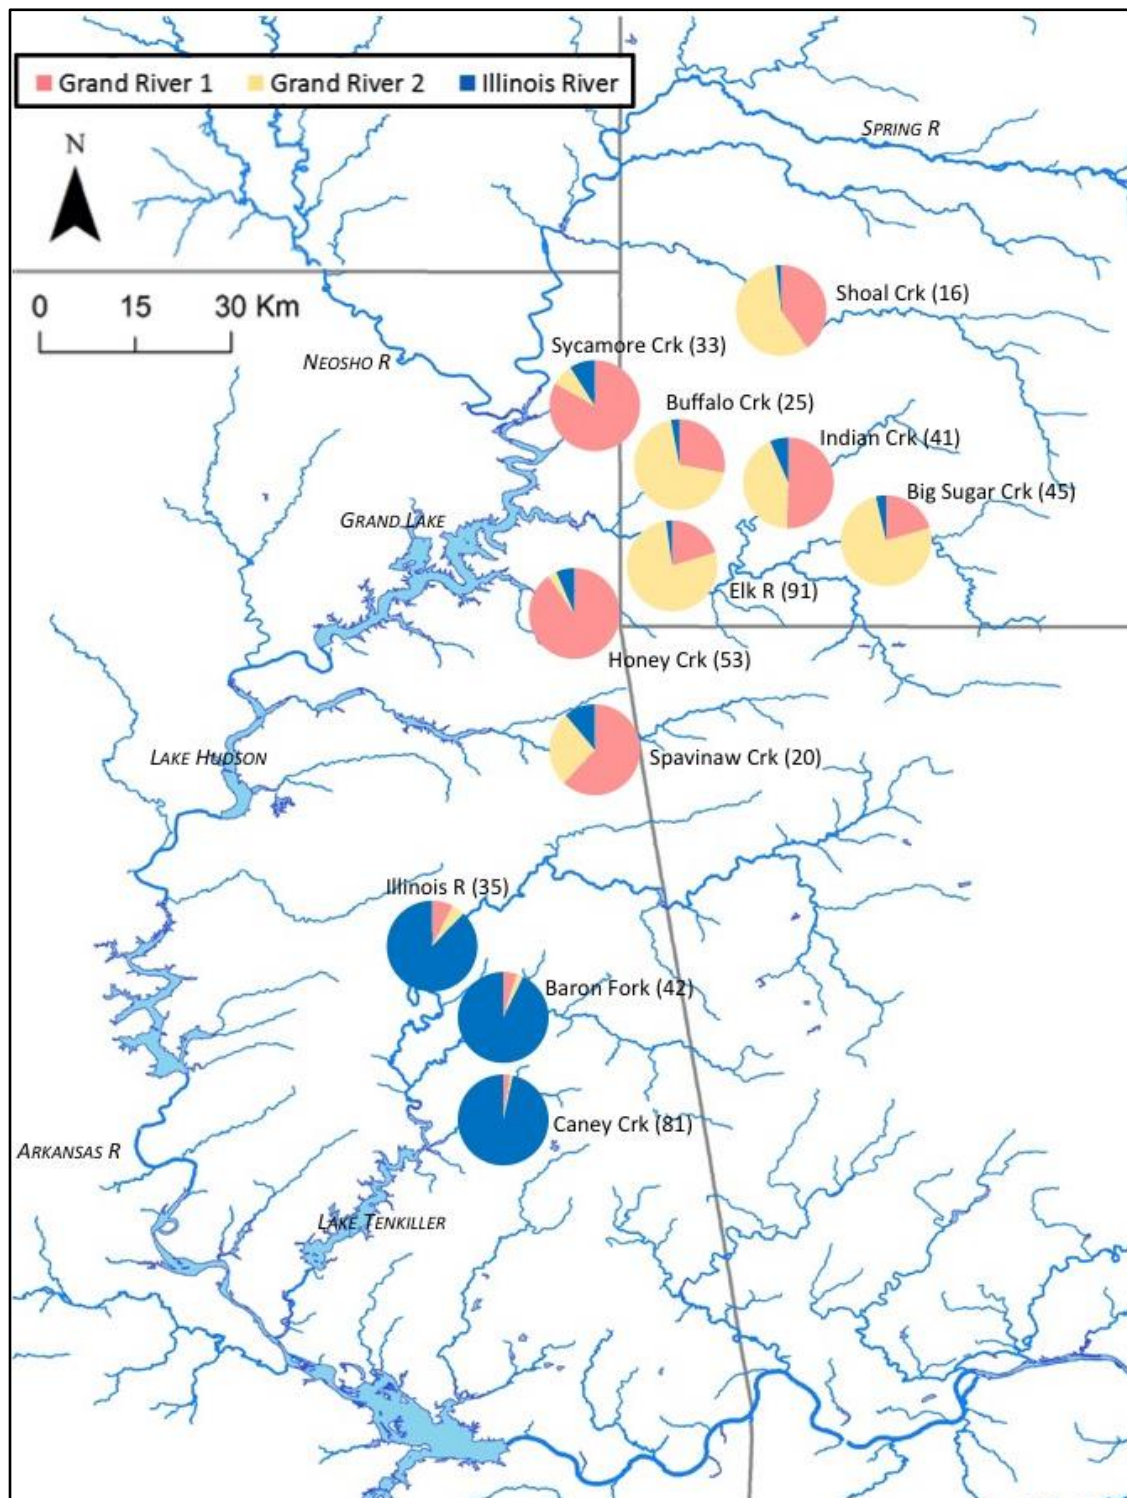 Grand River 1 Grand River 2 Illinois River
SPRING R
N
0 15 30 Km
Shoal Crk (16)
Sycamore Crk (33)
NEOSHO R
Buffalo Crk (25)
Indian Crk (41)
Big Sugar Crk (45)
GRAND LAKE
Elk R (91)
Honey Crk (53)
LAKE HUDSON
Spavinaw Crk (20)
Illinois R (35)
Baron Fork (42)
Caney Crk (81)
ARKANSAS R
LAKE TENKILLER